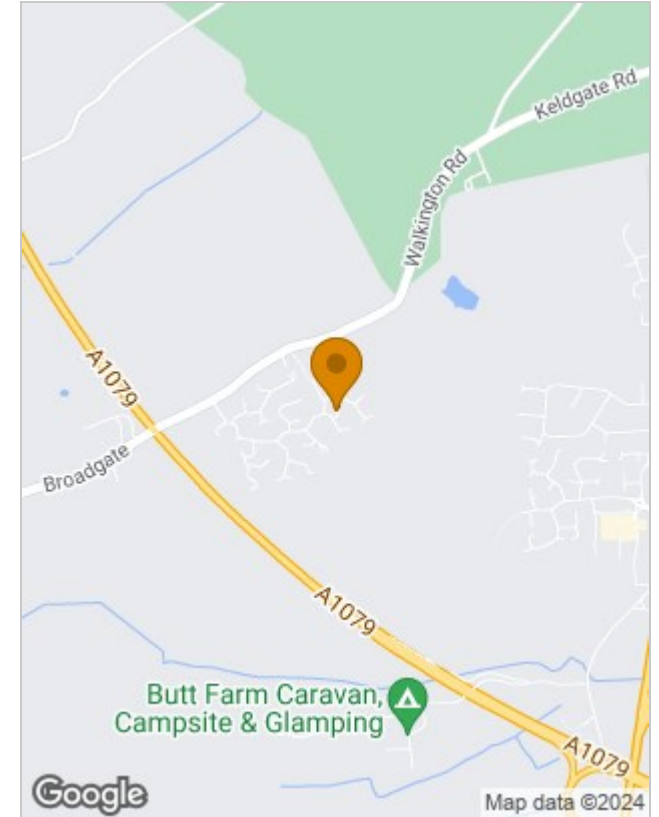 Keldgate Rd
Walkington Rd
A1079
Broadgate
A1079
Butt Farm Caravan,
Campsite & Glamping
A1079
Google
Map data ©2024